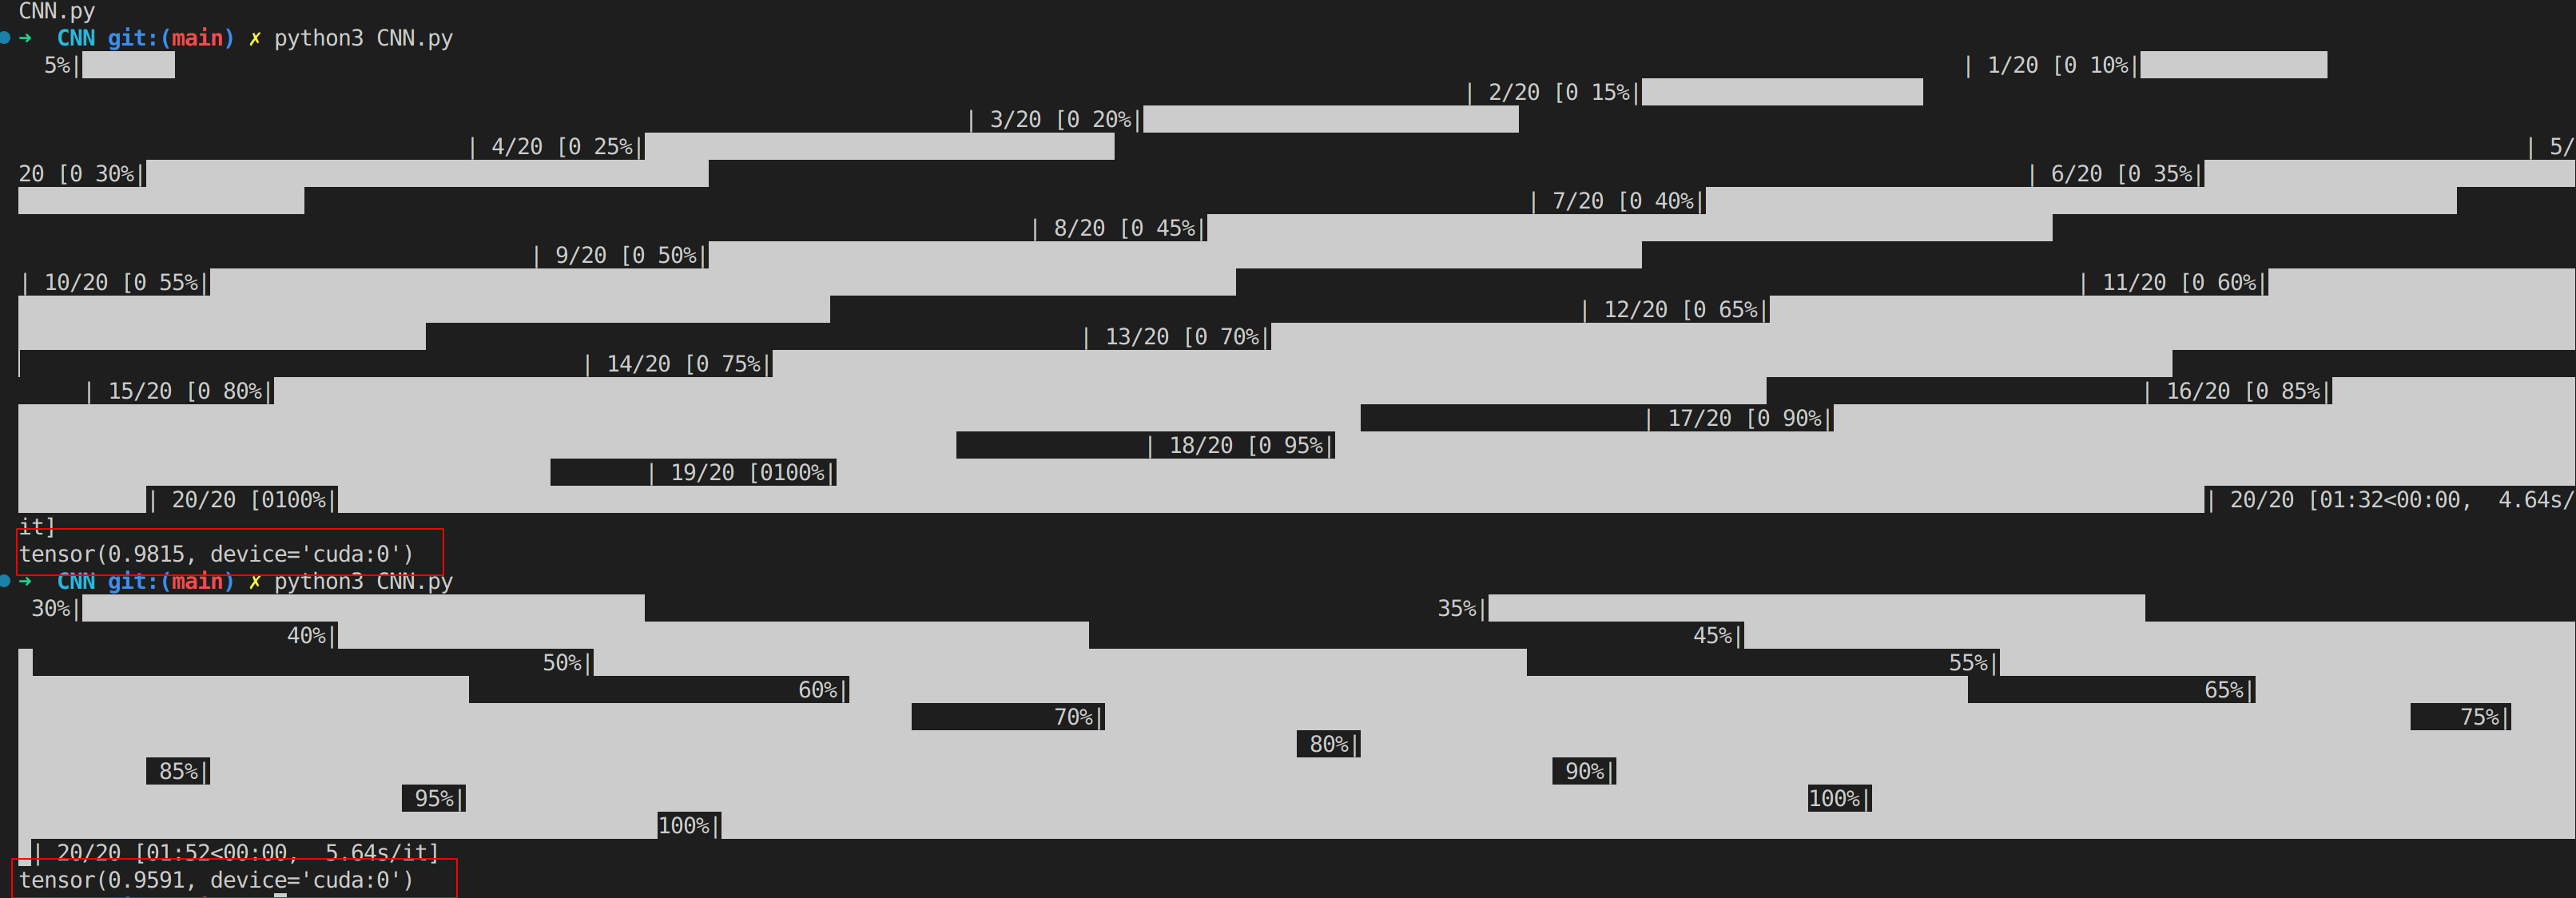 CNN.py
➜ CNN git:(main) ✗ python3 CNN.py
5%| | 1/20 [0 10%|
| 2/20 [0 15%|
| 3/20 [0 20%|
| 4/20 [0 25%| | 5/
20 [0 30%| | 6/20 [0 35%|
| 7/20 [0 40%|
| 8/20 [0 45%|
| 9/20 [0 50%|
| 10/20 [0 55%| | 11/20 [0 60%|
| 12/20 [0 65%|
| 13/20 [0 70%|
| 14/20 [0 75%|
| 15/20 [0 80%| | 16/20 [0 85%|
| 17/20 [0 90%|
| 18/20 [0 95%|
| 19/20 [0100%|
| 20/20 [0100%| | 20/20 [01:32<00:00, 4.64s/
it]
tensor(0.9815, device='cuda:0')
➜ CNN git:(main) ✗ python3 CNN.py
30%| 35%|
40%| 45%|
50%| 55%|
60%| 65%|
70%| 75%|
80%|
85%| 90%|
95%| 100%|
100%|
| 20/20 [01:52<00:00, 5.64s/it]
tensor(0.9591, device='cuda:0')